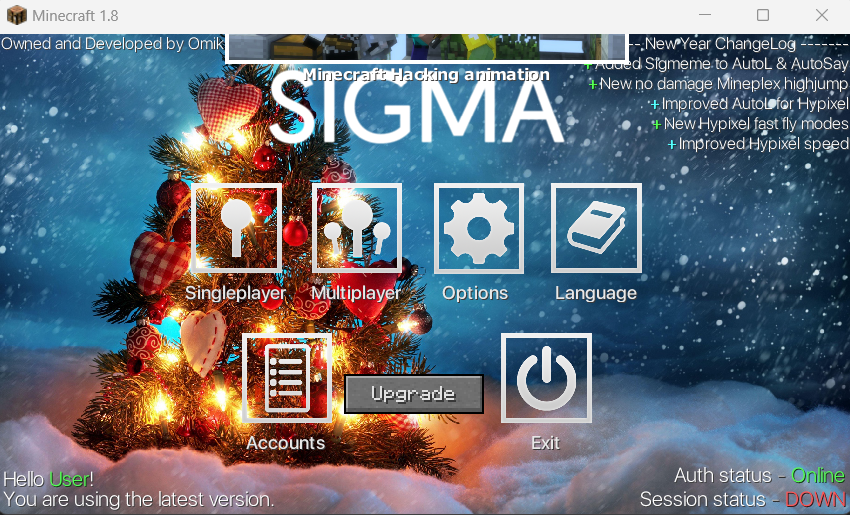 Minecraft 1.8
Owned and Developed by Omik
-- New Year ChangeLog -------
+Added Sigmeme to AutoL & AutoSay
Minecraft Hacking animation
+New no damage Mineplex highjump
SIGMA
+Improved AutoL for Hypixel
+New Hypixel fast fly modes
+Improved Hypixel speed
Singleplayer
Multiplayer
Options
Language
Upgrade
Accounts
Exit
Hello User!
You are using the latest version.
Auth status - Online
Session status - DOWN